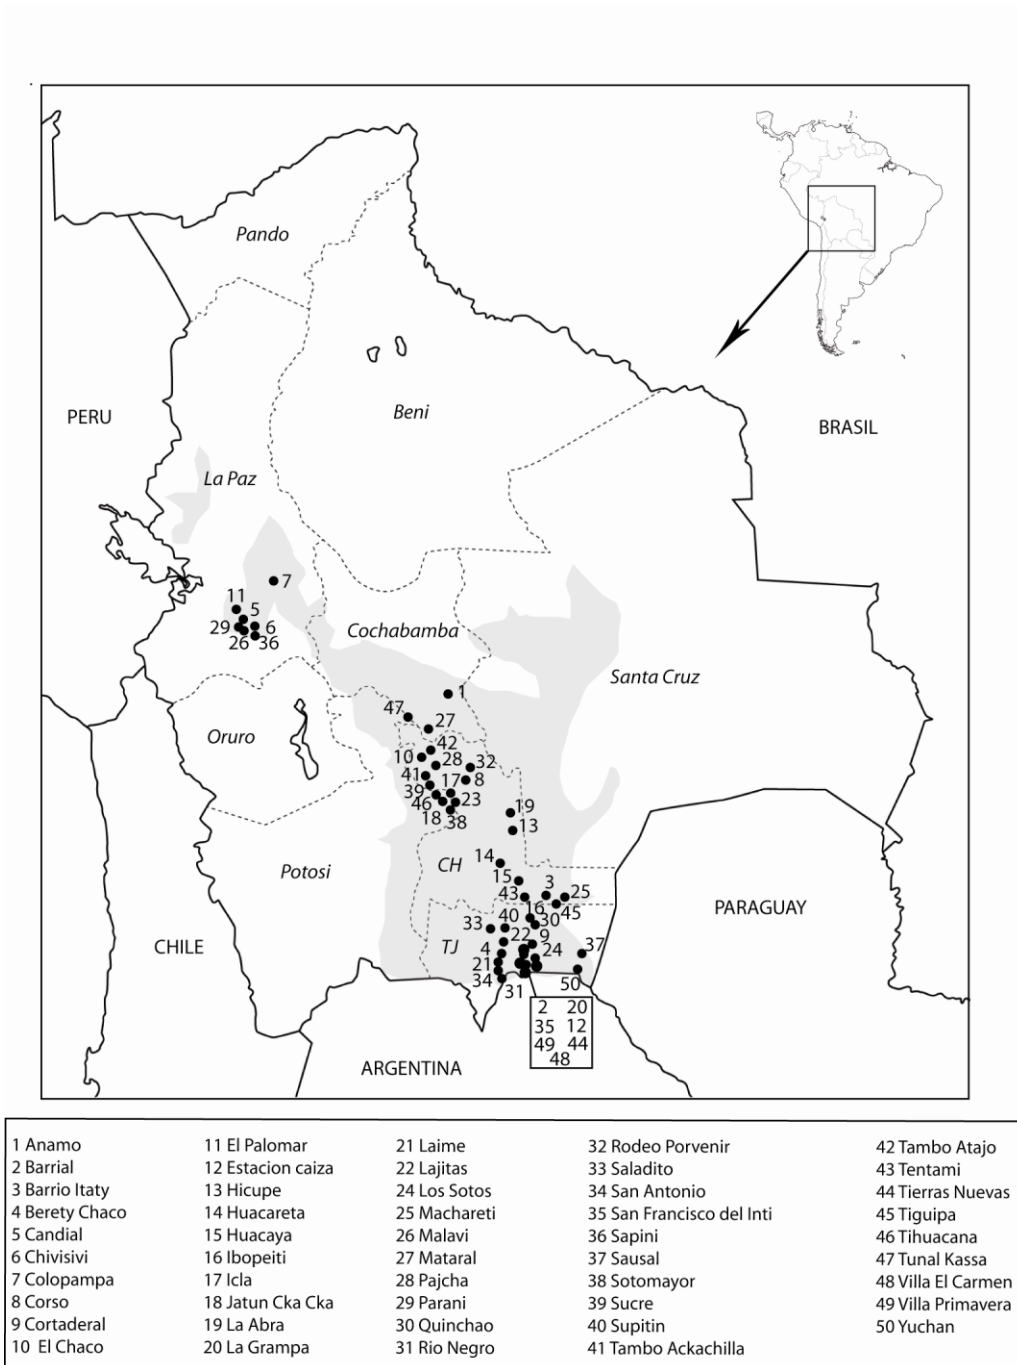 Pando
Beni
PERU
BRASIL
La Paz
7
11
5
29
6
26
36
Cochabamba
Santa Cruz
1
47
27
Oruro
42
10
28
32
41
17
8
39
46
23
18
38
19
13
14
CH
Potosi
15
3
43
25
16
45
PARAGUAY
33
40
30
22
9
TJ
4
24
37
CHILE
21
34
31
50
2 20
35 12
49 44
48
ARGENTINA
1 Anamo
2 Barrial
3 Barrio Itaty
4 Berety Chaco
5 Candial
6 Chivisivi
7 Colopampa
8 Corso
9 Cortaderal
10 El Chaco
11 El Palomar
12 Estacion caiza
13 Hicupe
14 Huacareta
15 Huacaya
16 Ibopeiti
17 Icla
18 Jatun Cka Cka
19 La Abra
20 La Grampa
21 Laime
22 Lajitas
24 Los Sotos
25 Machareti
26 Malavi
27 Mataral
28 Pajcha
29 Parani
30 Quinchao
31 Rio Negro
32 Rodeo Porvenir
33 Saladito
34 San Antonio
35 San Francisco del Inti
36 Sapini
37 Sausal
38 Sotomayor
39 Sucre
40 Supitin
41 Tambo Ackachilla
42 Tambo Atajo
43 Tentami
44 Tierras Nuevas
45 Tiguipa
46 Tihuacana
47 Tunal Kassa
48 Villa El Carmen
49 Villa Primavera
50 Yuchan